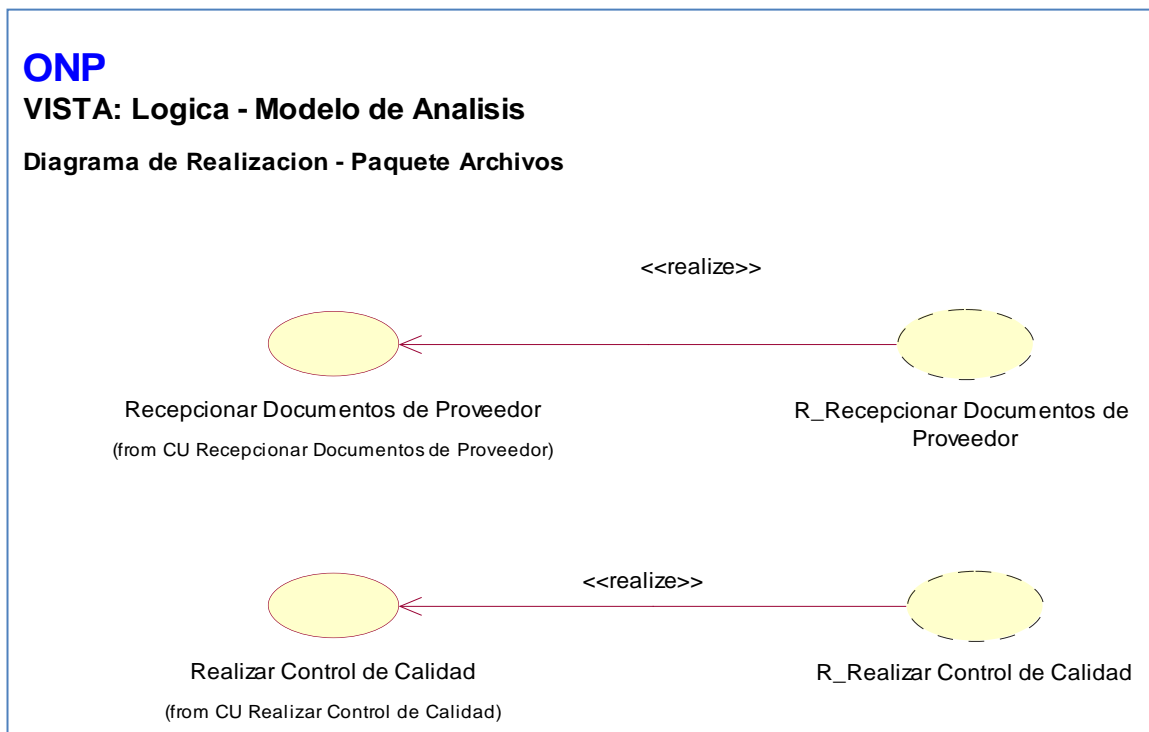 ONP
VISTA: Logica - Modelo de Analisis
Diagrama de Realizacion - Paquete Archivos
<<realize>>
Recepcionar Documentos de Proveedor
(from CU Recepcionar Documentos de Proveedor)
R_Recepcionar Documentos de
Proveedor
<<realize>>
Realizar Control de Calidad
(from CU Realizar Control de Calidad)
R_Realizar Control de Calidad